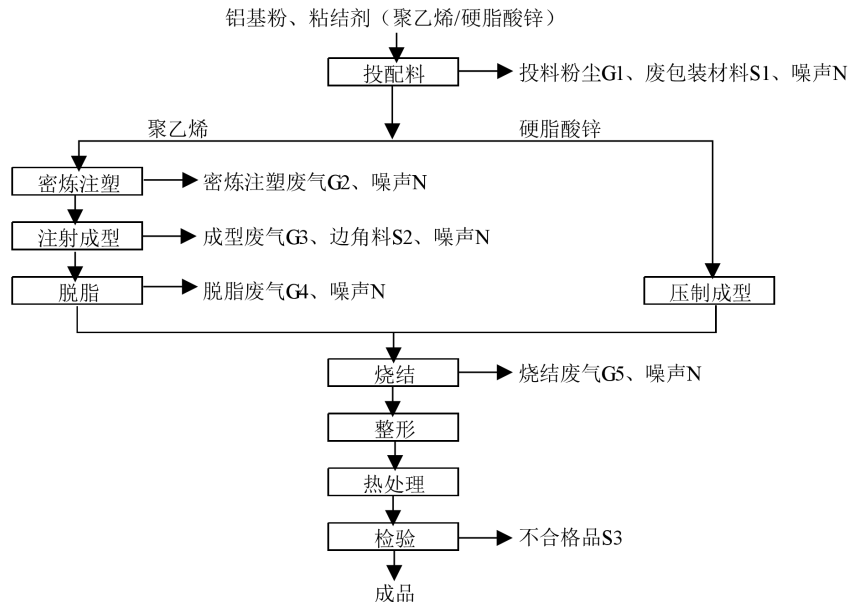 铝基粉、粘结剂（聚乙烯/硬脂酸锌）
投配料
投料粉尘G1、废包装材料S1、噪声N
聚乙烯
硬脂酸锌
密炼注塑
密炼注塑废气G2、噪声N
注射成型
成型废气G3、边角料S2、噪声N
脱脂
脱脂废气G4、噪声N
压制成型
烧结
烧结废气G5、噪声N
整形
热处理
检验
不合格品S3
成品